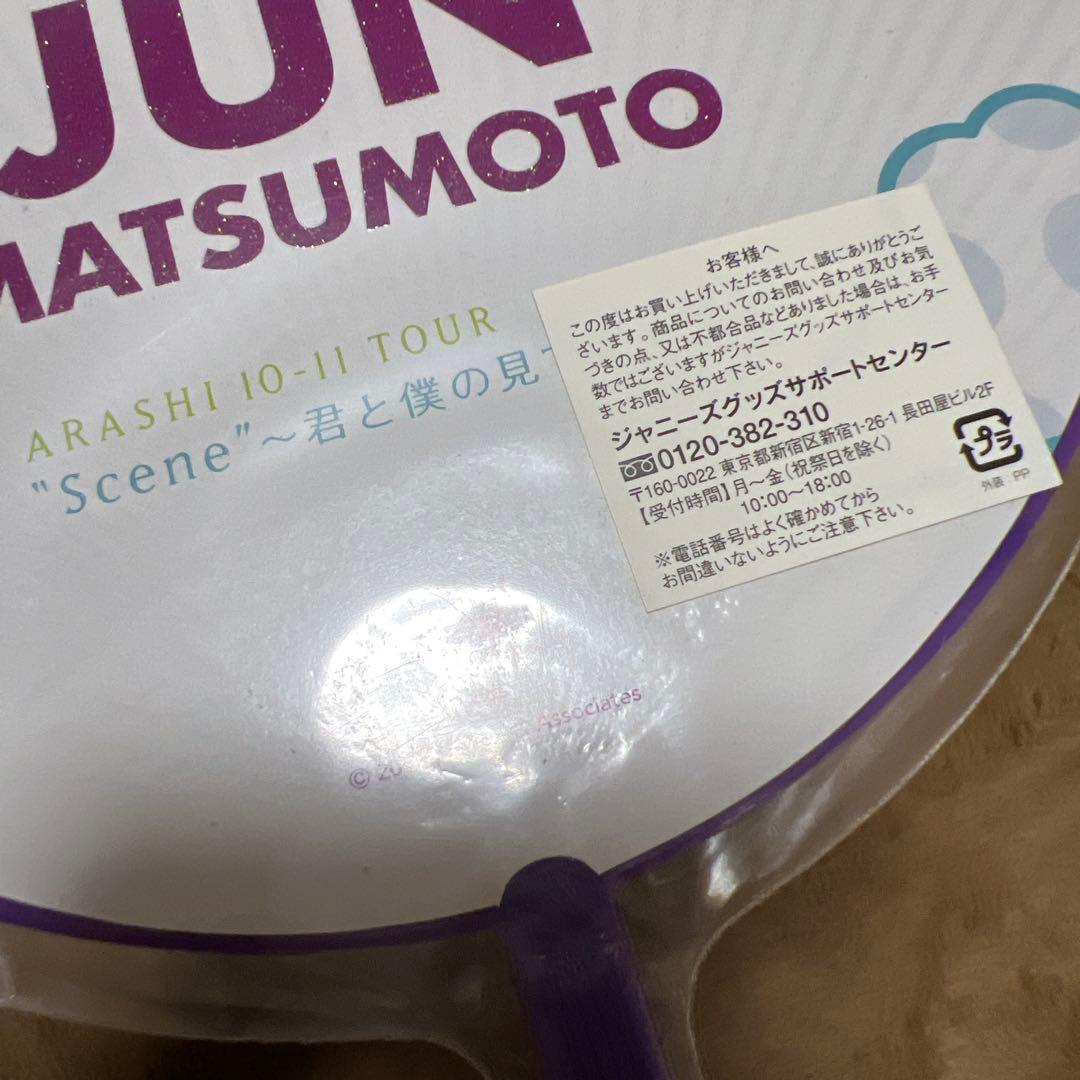 JUN
MATSUMOTO
ARASHI 10-11 TOUR
"Scene"～君と僕の見
お客様へ
この度はお買い上げいただきまして、誠にありがとうご
ざいます。商品についてのお問い合わせ及びお気
づきの点、又は不都合品などありました場合は、お手
数ではございますがジャニーズグッズサポートセンター
までお問い合わせ下さい。
ジャニーズグッズサポートセンター
0120-382-310
〒160-0022 東京都新宿区新宿1-26-1 長田屋ビル2F
【受付時間】月～金(祝祭日を除く)
10:00～18:00
※電話番号はよく確かめてから
お間違いないようにご注意下さい。
プラ
外装:PP
© 20 Associates